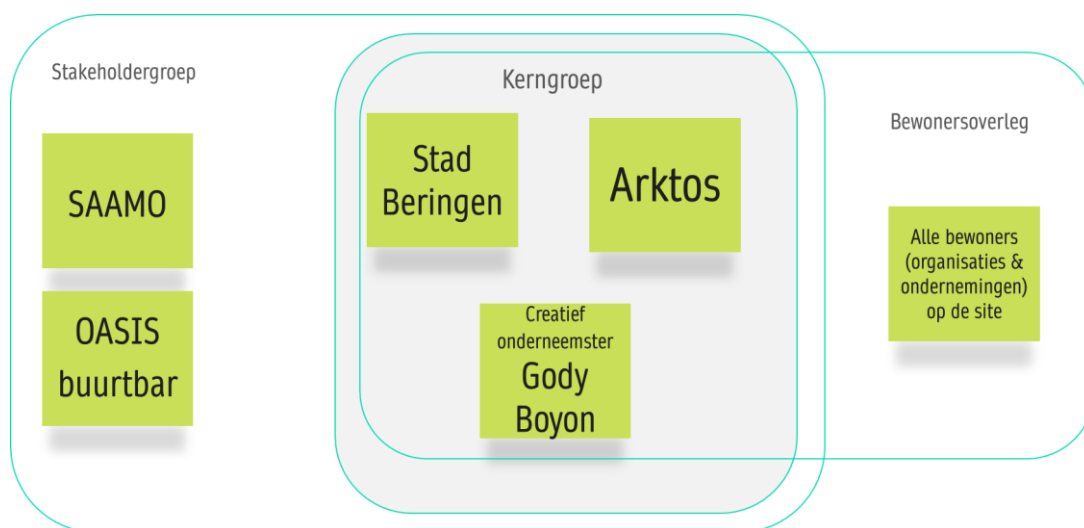 Stakeholdergroep
SAAMO
OASIS
buurtbar
Kerngroep
Stad
Beringen
Arktos
Creatief
onderneemster
Gody
Boyon
Bewonersoverleg
Alle bewoners
(organisaties &
ondernemingen)
op de site